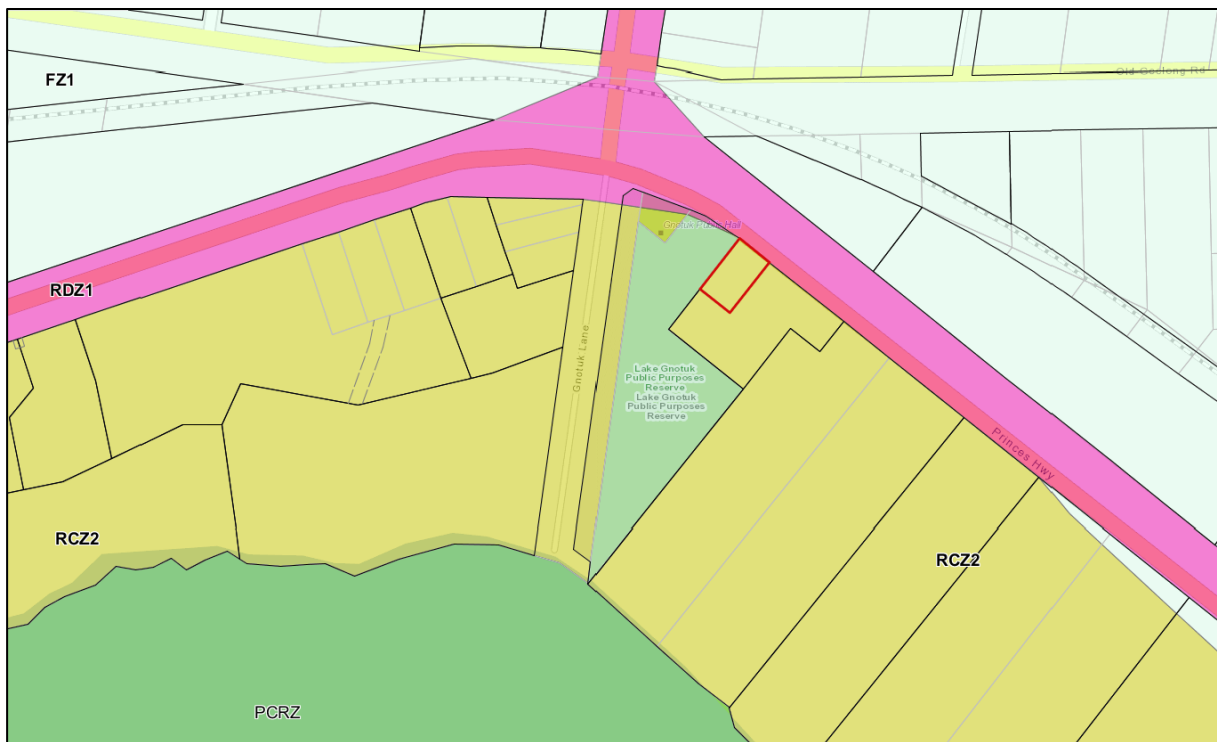 FZ1
Old Geelong Rd
Gnotuk Public Hall
RDZ1
Gnotuk Lane
Lake Gnotuk
Public Purposes
Reserve
Lake Gnotuk
Public Purposes
Reserve
Princes Hwy
RCZ2
RCZ2
PCRZ